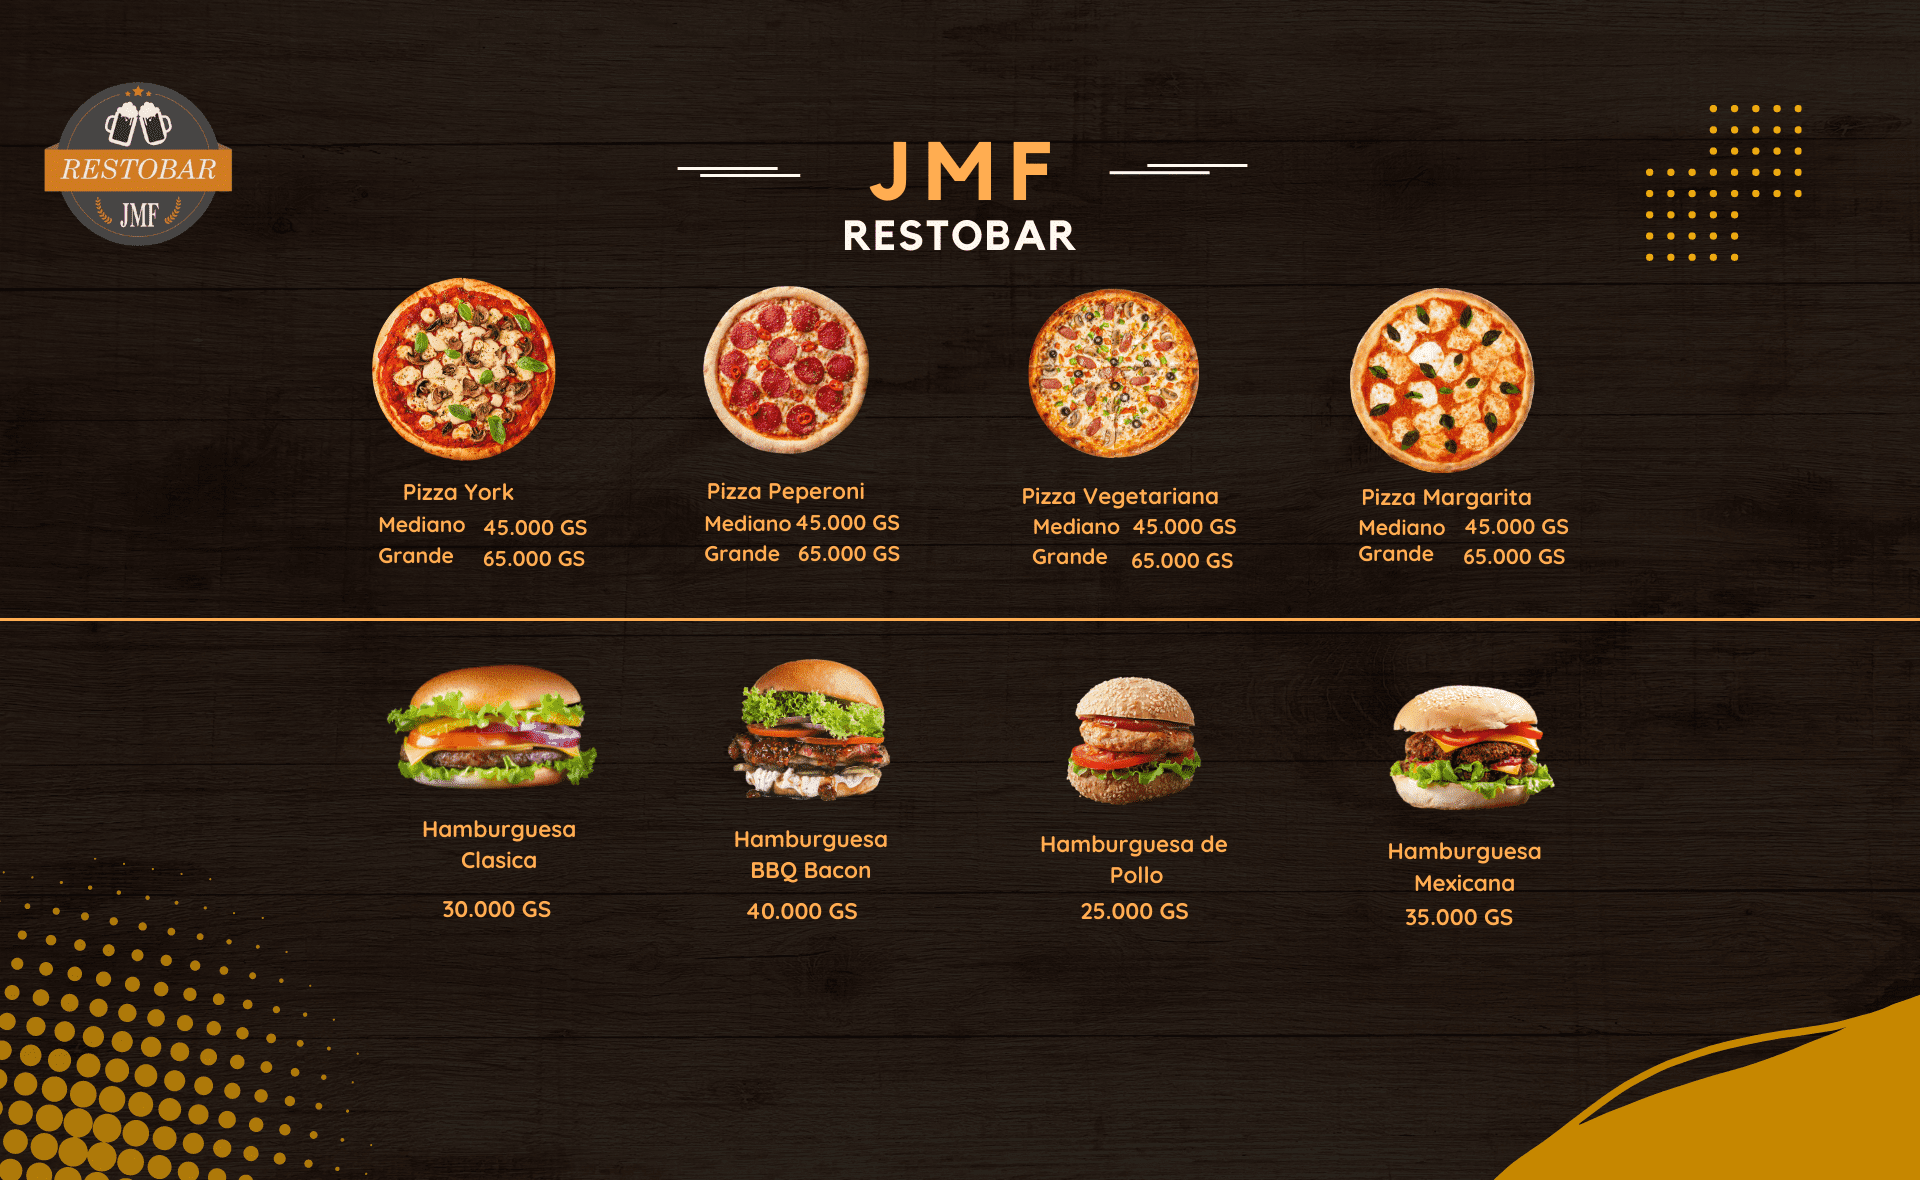 RESTOBAR
JMF
JMF
RESTOBAR
Pizza York
Mediano 45.000 GS
Grande 65.000 GS
Pizza Peperoni
Mediano 45.000 GS
Grande 65.000 GS
Pizza Vegetariana
Mediano 45.000 GS
Grande 65.000 GS
Pizza Margarita
Mediano 45.000 GS
Grande 65.000 GS
Hamburguesa
Clasica
30.000 GS
Hamburguesa
BBQ Bacon
40.000 GS
Hamburguesa de
Pollo
25.000 GS
Hamburguesa
Mexicana
35.000 GS